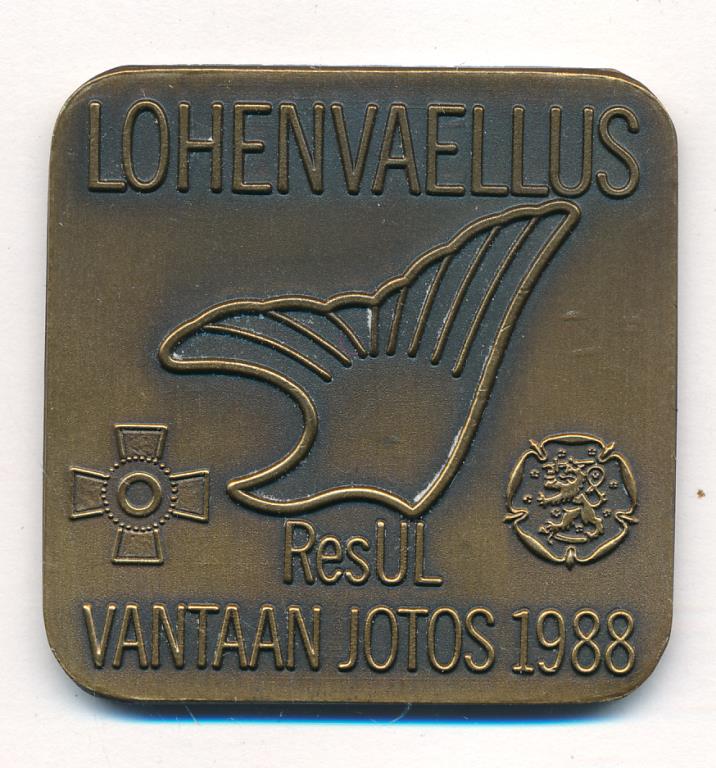 LOHENVAELLUS
ResUL
VANTAAN JOTOS 1988